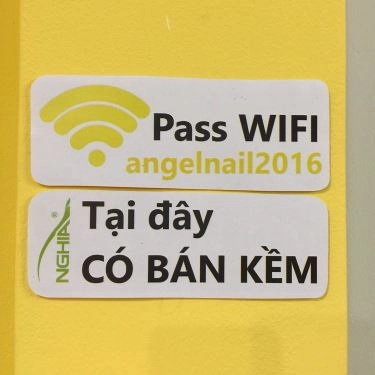 Pass WIFI
angelnail2016
NGHIA®
Tại đây
CÓ BÁN KỀM